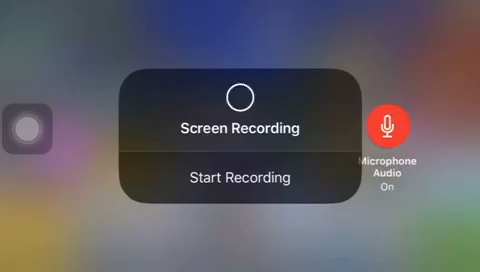 Screen Recording
Start Recording
Microphone
Audio
On